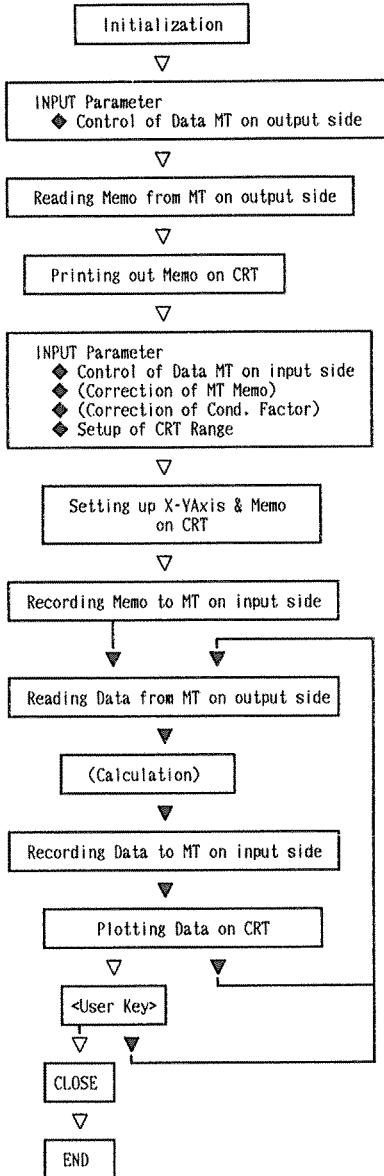 Initialization
INPUT Parameter
◆ Control of Data MT on output side
Reading Memo from MT on output side
Printing out Memo on CRT
INPUT Parameter
◆ Control of Data MT on input side
◆ (Correction of MT Memo)
◆ (Correction of Cond. Factor)
◆ Setup of CRT Range
Setting up X-YAxis & Memo
on CRT
Recording Memo to MT on input side
Reading Data from MT on output side
(Calculation)
Recording Data to MT on input side
Plotting Data on CRT
<User Key>
CLOSE
END